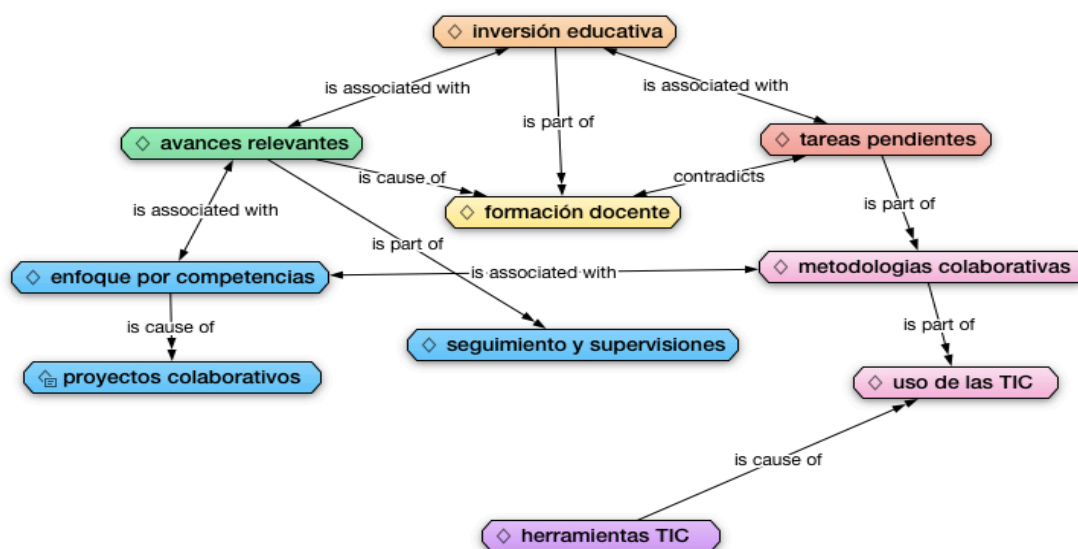 inversión educativa
is associated with
is associated with
is part of
avances relevantes
tareas pendientes
is cause of
contradicts
formación docente
is associated with
is part of
is part of
enfoque por competencias
is associated with
metodologias colaborativas
is cause of
is part of
seguimiento y supervisiones
proyectos colaborativos
uso de las TIC
is cause of
herramientas TIC